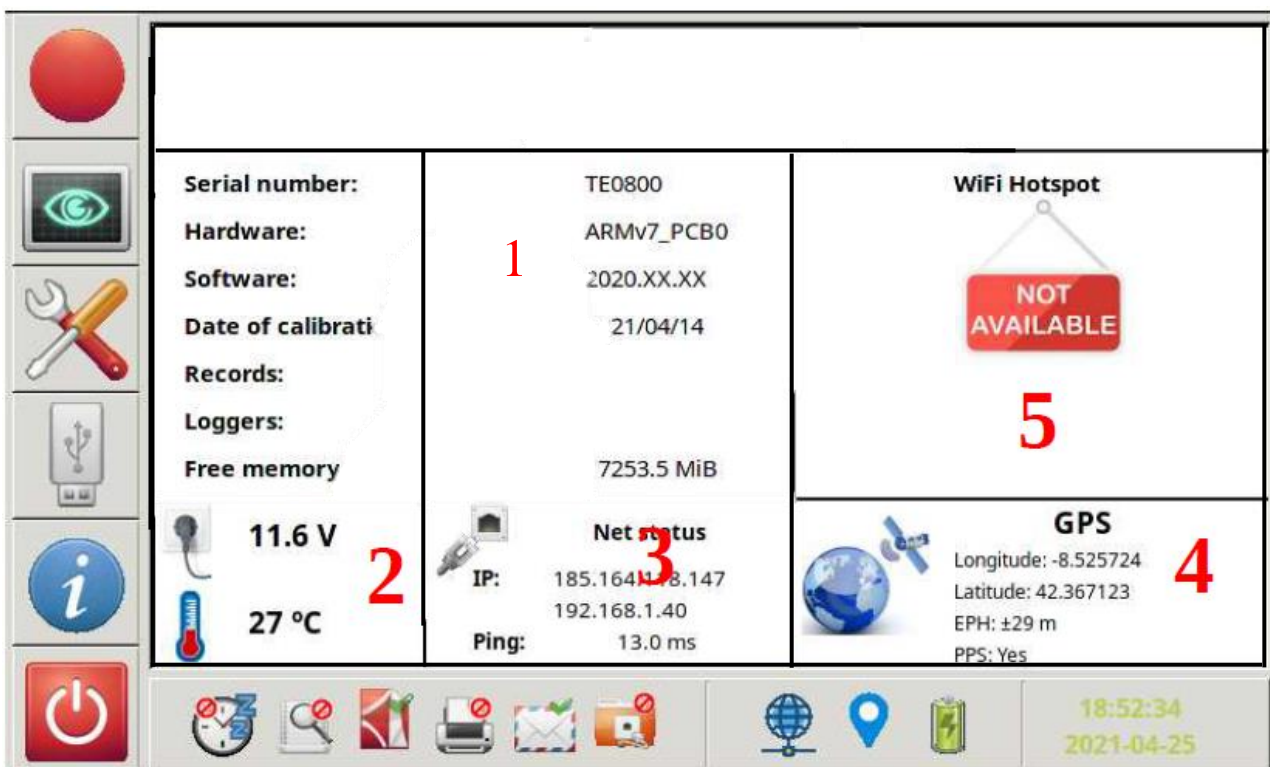 Serial number: TE0800
Hardware: ARMv7_PCB0
1
Software: 2020.XX.XX
Date of calibrati 21/04/14
Records:
Loggers:
Free memory 7253.5 MiB
WiFi Hotspot
NOT
AVAILABLE
5
11.6 V
2
27 ºC
Net status
3
IP:
192.168.1.40
Ping: 13.0 ms
GPS
4
Longitude: -8.525724
Latitude: 42.367123
EPH: ±29 m
PPS: Yes
18:52:34
2021-04-25